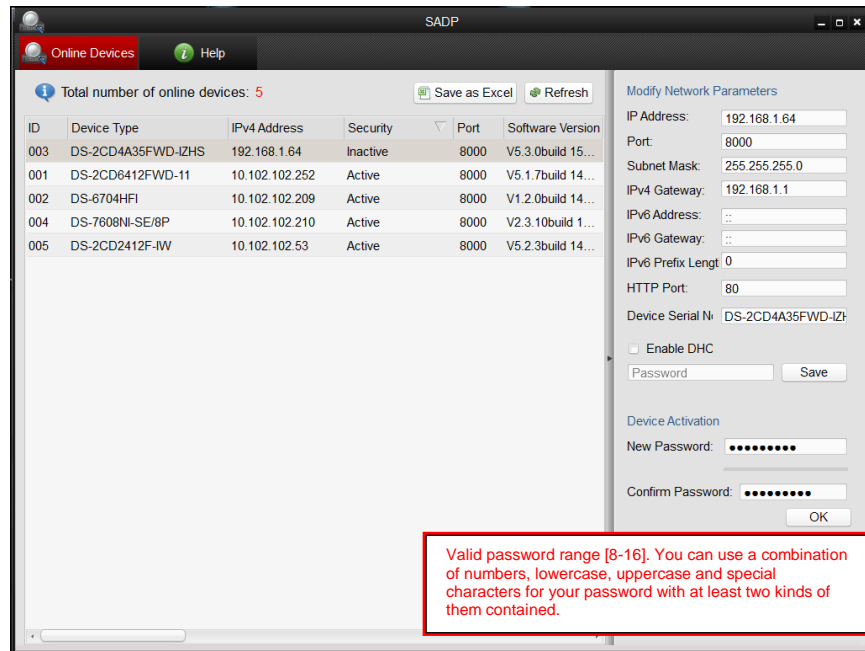 SADP
Online Devices
Help
Total number of online devices: 5
Save as Excel
Refresh
ID Device Type IPv4 Address Security Port Software Version
003 DS-2CD4A35FWD-IZHS 192.168.1.64 Inactive 8000 V5.3.0build 15...
001 DS-2CD6412FWD-11 10.102.102.252 Active 8000 V5.1.7build 14...
002 DS-6704HFI 10.102.102.209 Active 8000 V1.2.0build 14...
004 DS-7608NI-SE/8P 10.102.102.210 Active 8000 V2.3.10build 1...
005 DS-2CD2412F-IW 10.102.102.53 Active 8000 V5.2.3build 14...
Modify Network Parameters
IP Address: 192.168.1.64
Port: 8000
Subnet Mask: 255.255.255.0
IPv4 Gateway: 192.168.1.1
IPv6 Address: ::
IPv6 Gateway: ::
IPv6 Prefix Lengt 0
HTTP Port: 80
Device Serial N DS-2CD4A35FWD-IZH
Enable DHC
Password Save
Device Activation
New Password: ●●●●●●●●●
Confirm Password: ●●●●●●●●●
OK
Valid password range [8-16]. You can use a combination
of numbers, lowercase, uppercase and special
characters for your password with at least two kinds of
them contained.